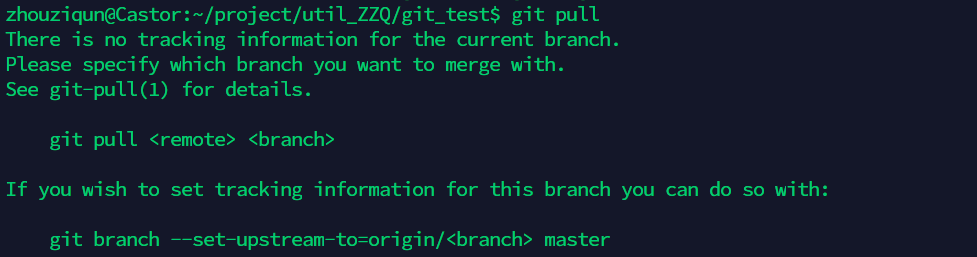 zhouziqun@Castor:~/project/util_ZZQ/git_test$ git pull
There is no tracking information for the current branch.
Please specify which branch you want to merge with.
See git-pull(1) for details.
git pull <remote> <branch>
If you wish to set tracking information for this branch you can do so with:
git branch --set-upstream-to=origin/<branch> master